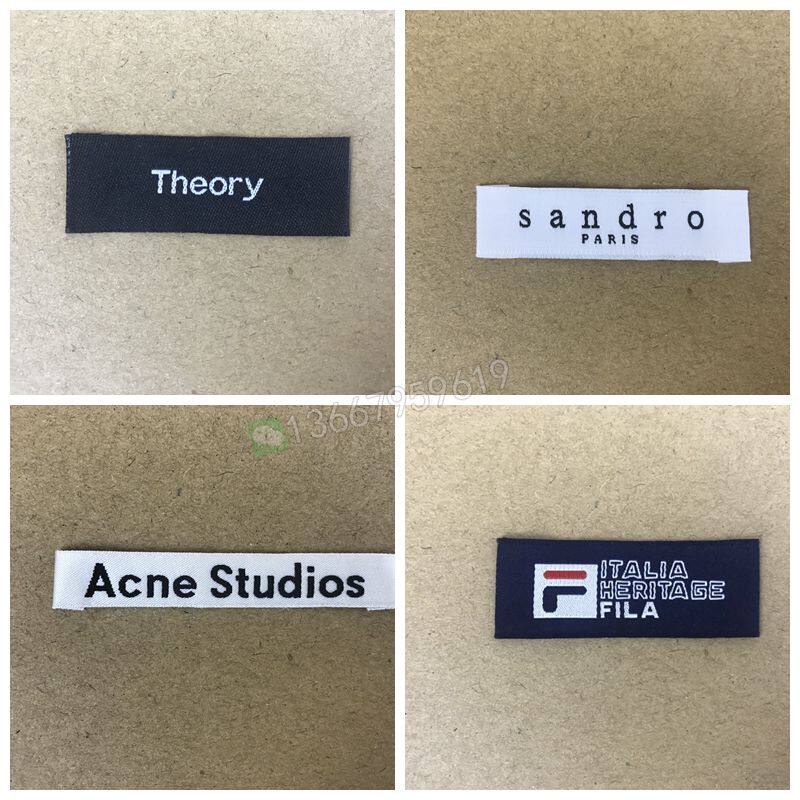 Theory
sandro
PARIS
13667959619
Acne Studios
ITALIA
HERITAGE
FILA